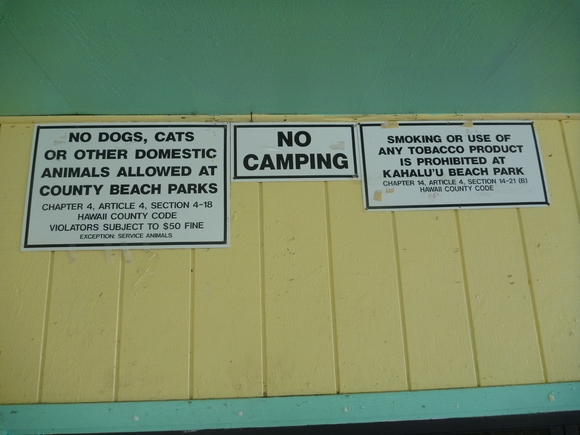 NO DOGS, CATS
OR OTHER DOMESTIC
ANIMALS ALLOWED AT
COUNTY BEACH PARKS
CHAPTER 4, ARTICLE 4, SECTION 4-18
HAWAII COUNTY CODE
VIOLATORS SUBJECT TO $50 FINE
EXCEPTION: SERVICE ANIMALS
NO
CAMPING
SMOKING OR USE OF
ANY TOBACCO PRODUCT
IS PROHIBITED AT
KAHALU'U BEACH PARK
CHAPTER 14, ARTICLE 4, SECTION 14-21 (B)
HAWAII COUNTY CODE